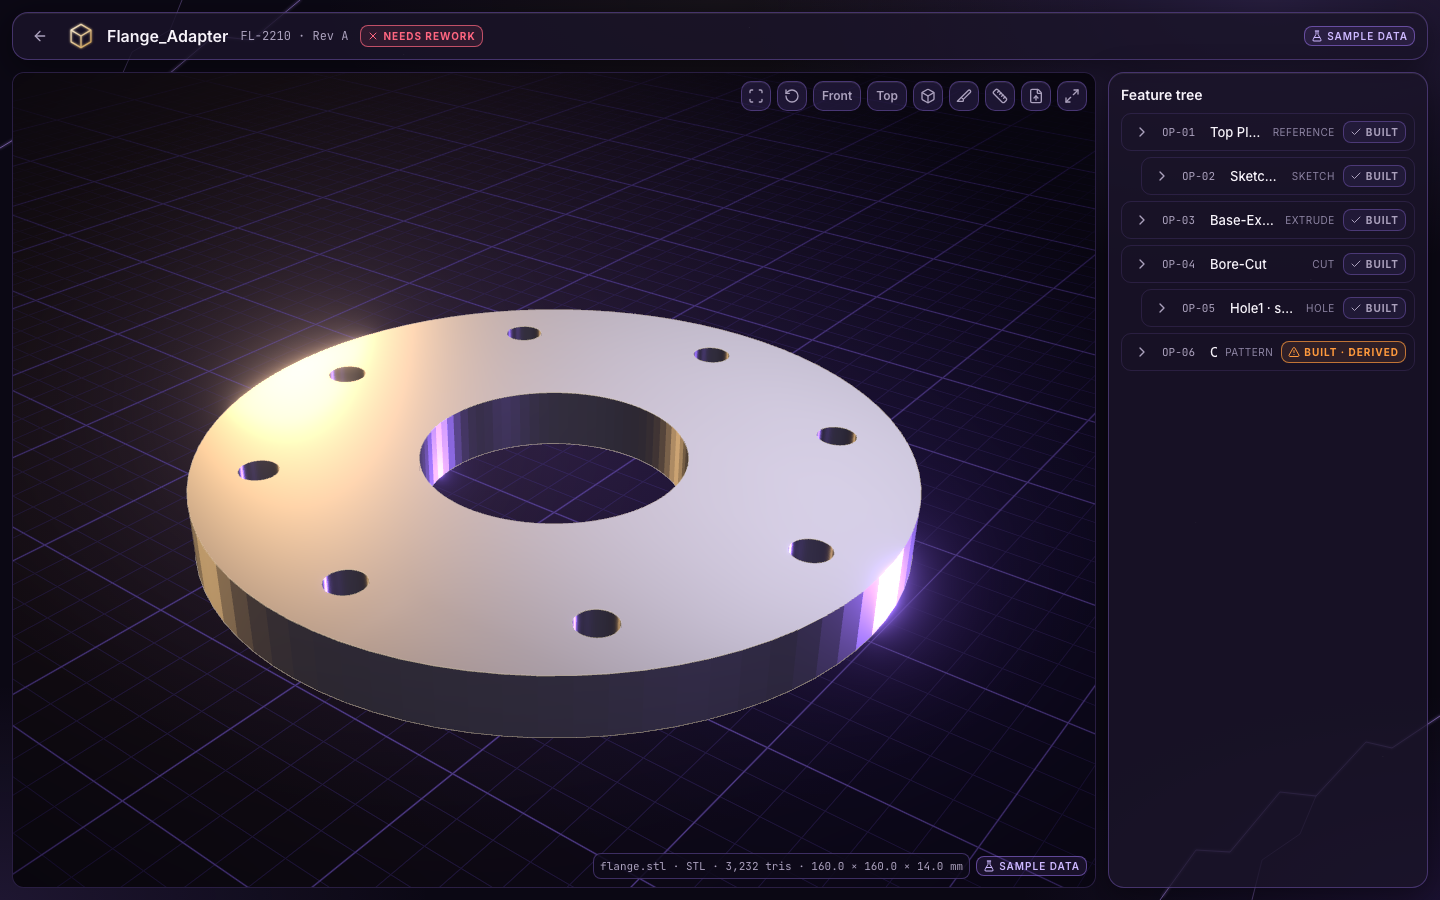 Flange_Adapter FL-2210 · Rev A NEEDS REWORK SAMPLE DATA
Front Top
Feature tree
OP-01 Top Pl... REFERENCE BUILT
OP-02 Sketc... SKETCH BUILT
OP-03 Base-Ex... EXTRUDE BUILT
OP-04 Bore-Cut CUT BUILT
OP-05 Hole1 · s... HOLE BUILT
OP-06 C PATTERN BUILT · DERIVED
flange.stl · STL · 3,232 tris · 160.0 × 160.0 × 14.0 mm SAMPLE DATA